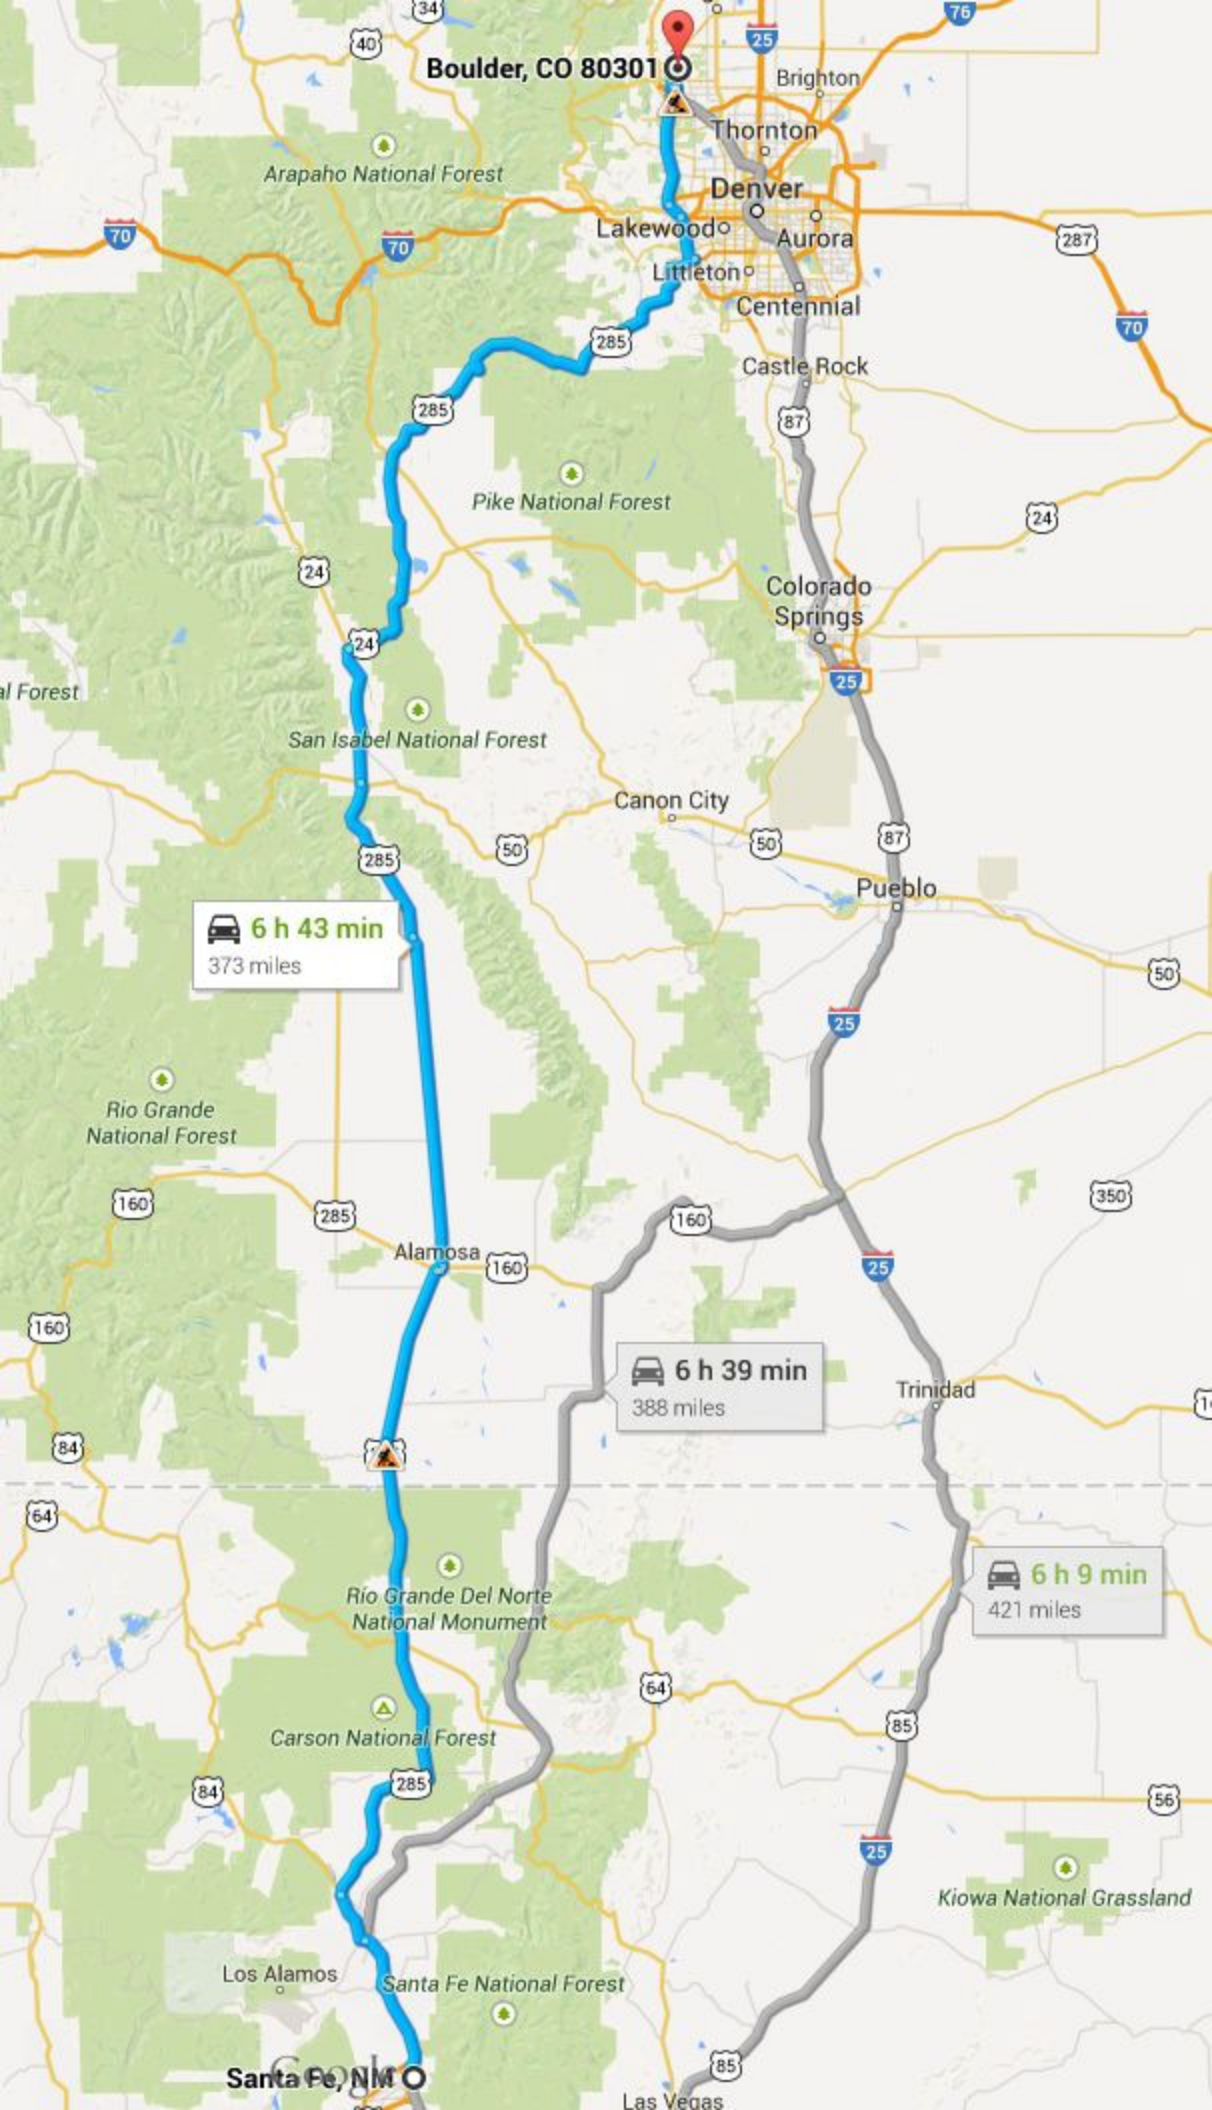 34
76
40
25
Boulder, CO 80301
Brighton
Thornton
Arapaho National Forest
Denver
70
70
Lakewood
Aurora
287
Littleton
Centennial
70
285
Castle Rock
285
87
Pike National Forest
24
24
Colorado
Springs
24
25
al Forest
San Isabel National Forest
Canon City
50
50
87
285
Pueblo
6 h 43 min
373 miles
50
25
Rio Grande
National Forest
160
160
350
285
Alamosa
160
25
160
6 h 39 min
388 miles
Trinidad
84
64
Rio Grande Del Norte
National Monument
6 h 9 min
421 miles
64
85
Carson National Forest
285
84
56
25
Kiowa National Grassland
Los Alamos
Santa Fe National Forest
Google
Santa Fe, NM
85
Las Vegas